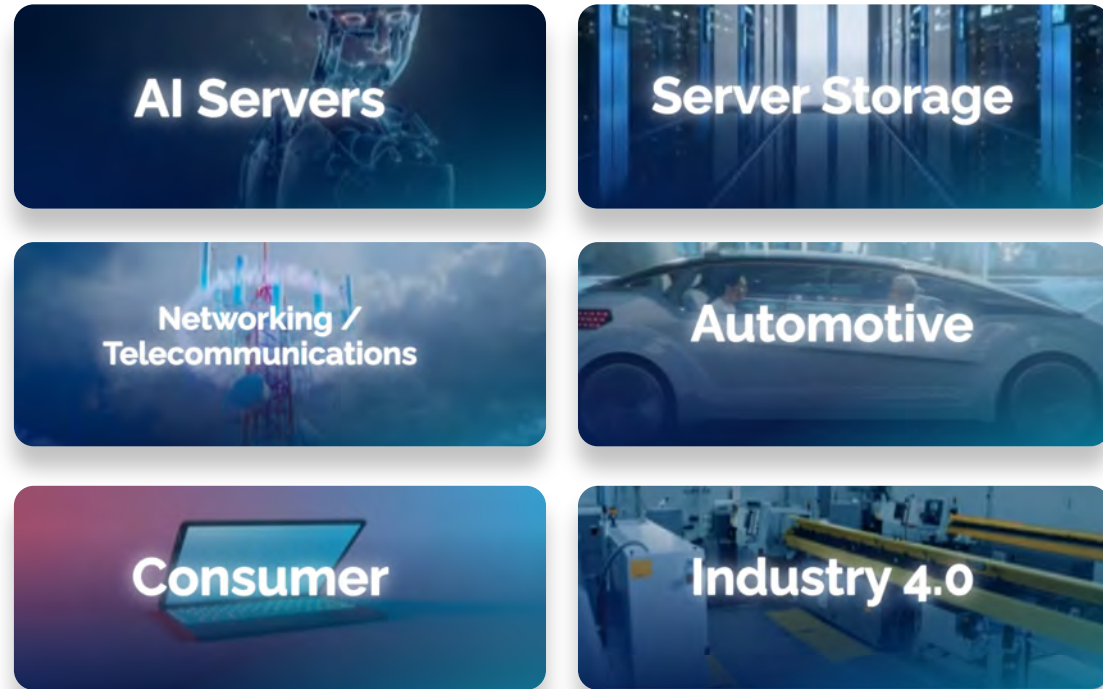 AI Servers
Server Storage
Networking /
Telecommunications
Automotive
Consumer
Industry 4.0